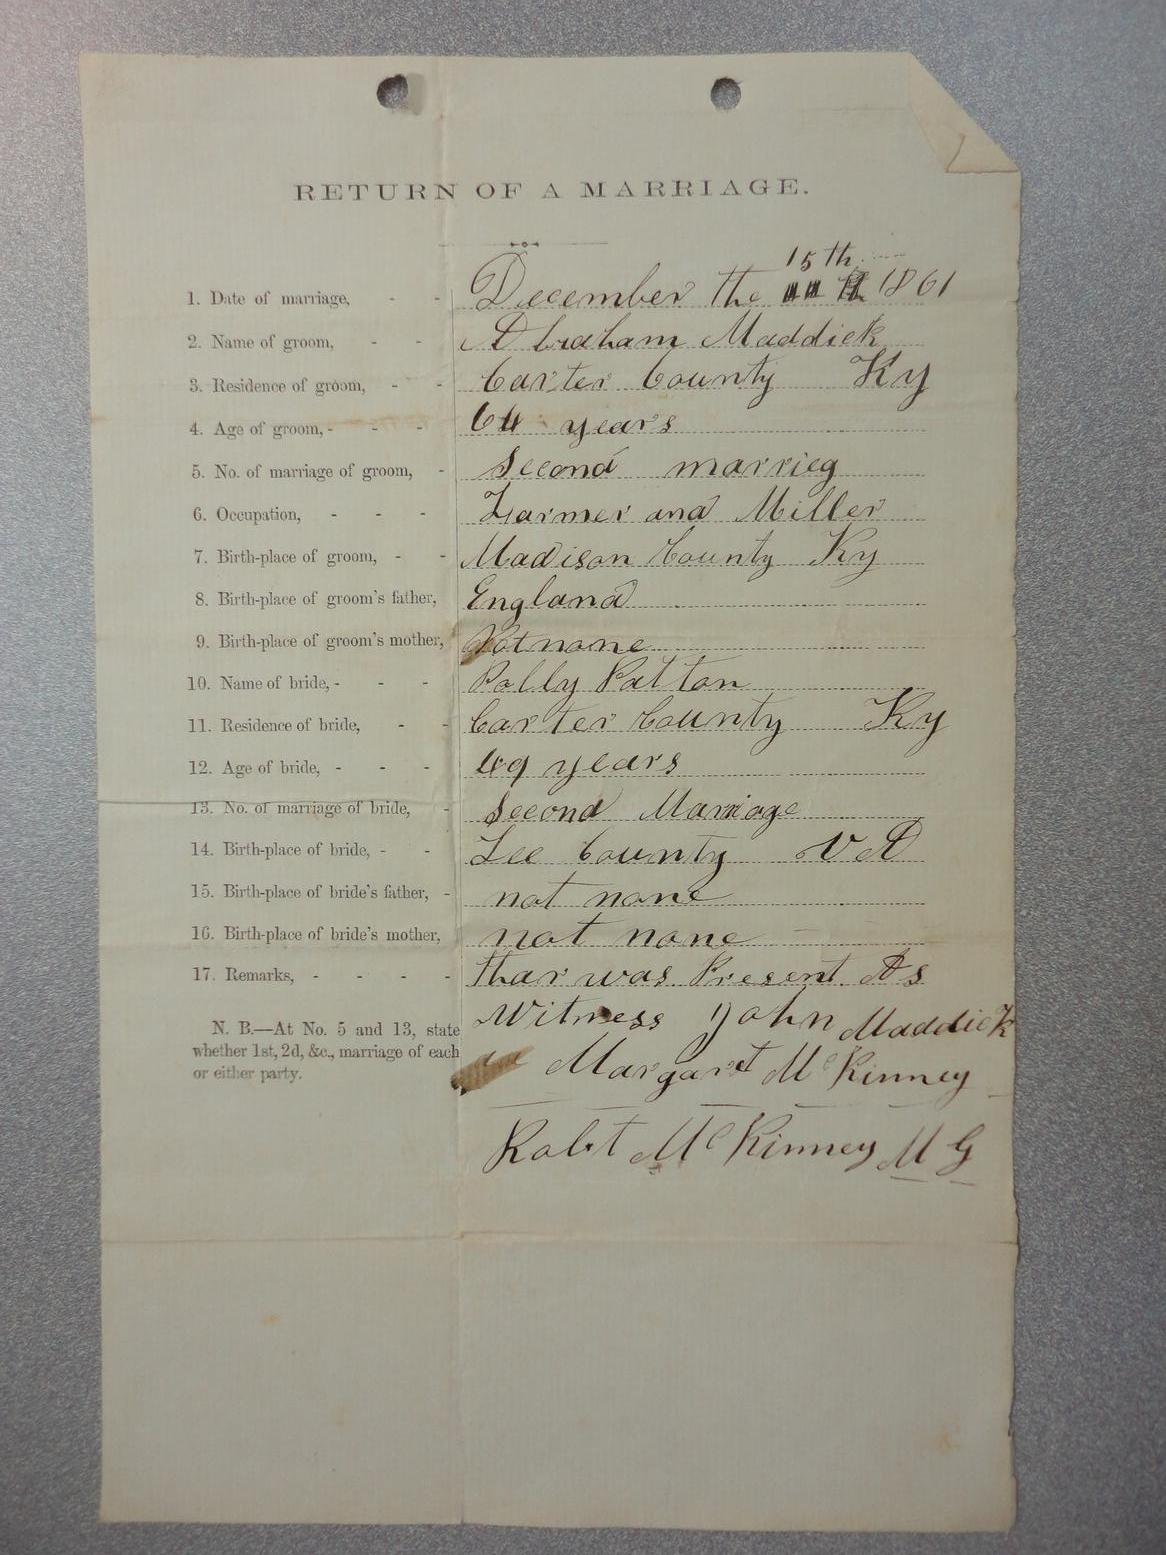 RETURN OF A MARRIAGE.
15th
1. Date of marriage, - - December the 1861
2. Name of groom, - - Abraham Maddick
3. Residence of groom, - - Carter County Ky
4. Age of groom, - - - 64 years
5. No. of marriage of groom, - Second marrieg
6. Occupation, - - - Farmer and Miller
7. Birth-place of groom, - - Madison County Ky
8. Birth-place of groom's father, England
9. Birth-place of groom's mother, Not none
10. Name of bride, - - - Polly Patton
11. Residence of bride, - - Carter County Ky
12. Age of bride, - - - 49 years
13. No. of marriage of bride, - Second Marriage
14. Birth-place of bride, - - Lee County VA
15. Birth-place of bride's father, - not none
16. Birth-place of bride's mother, not none
17. Remarks, - - - - thar was Present As
Witness John Maddick
N. B.—At No. 5 and 13, state
whether 1st, 2d, &c., marriage of each
or either party.
Margaret McKinney
Robt McKinney M G